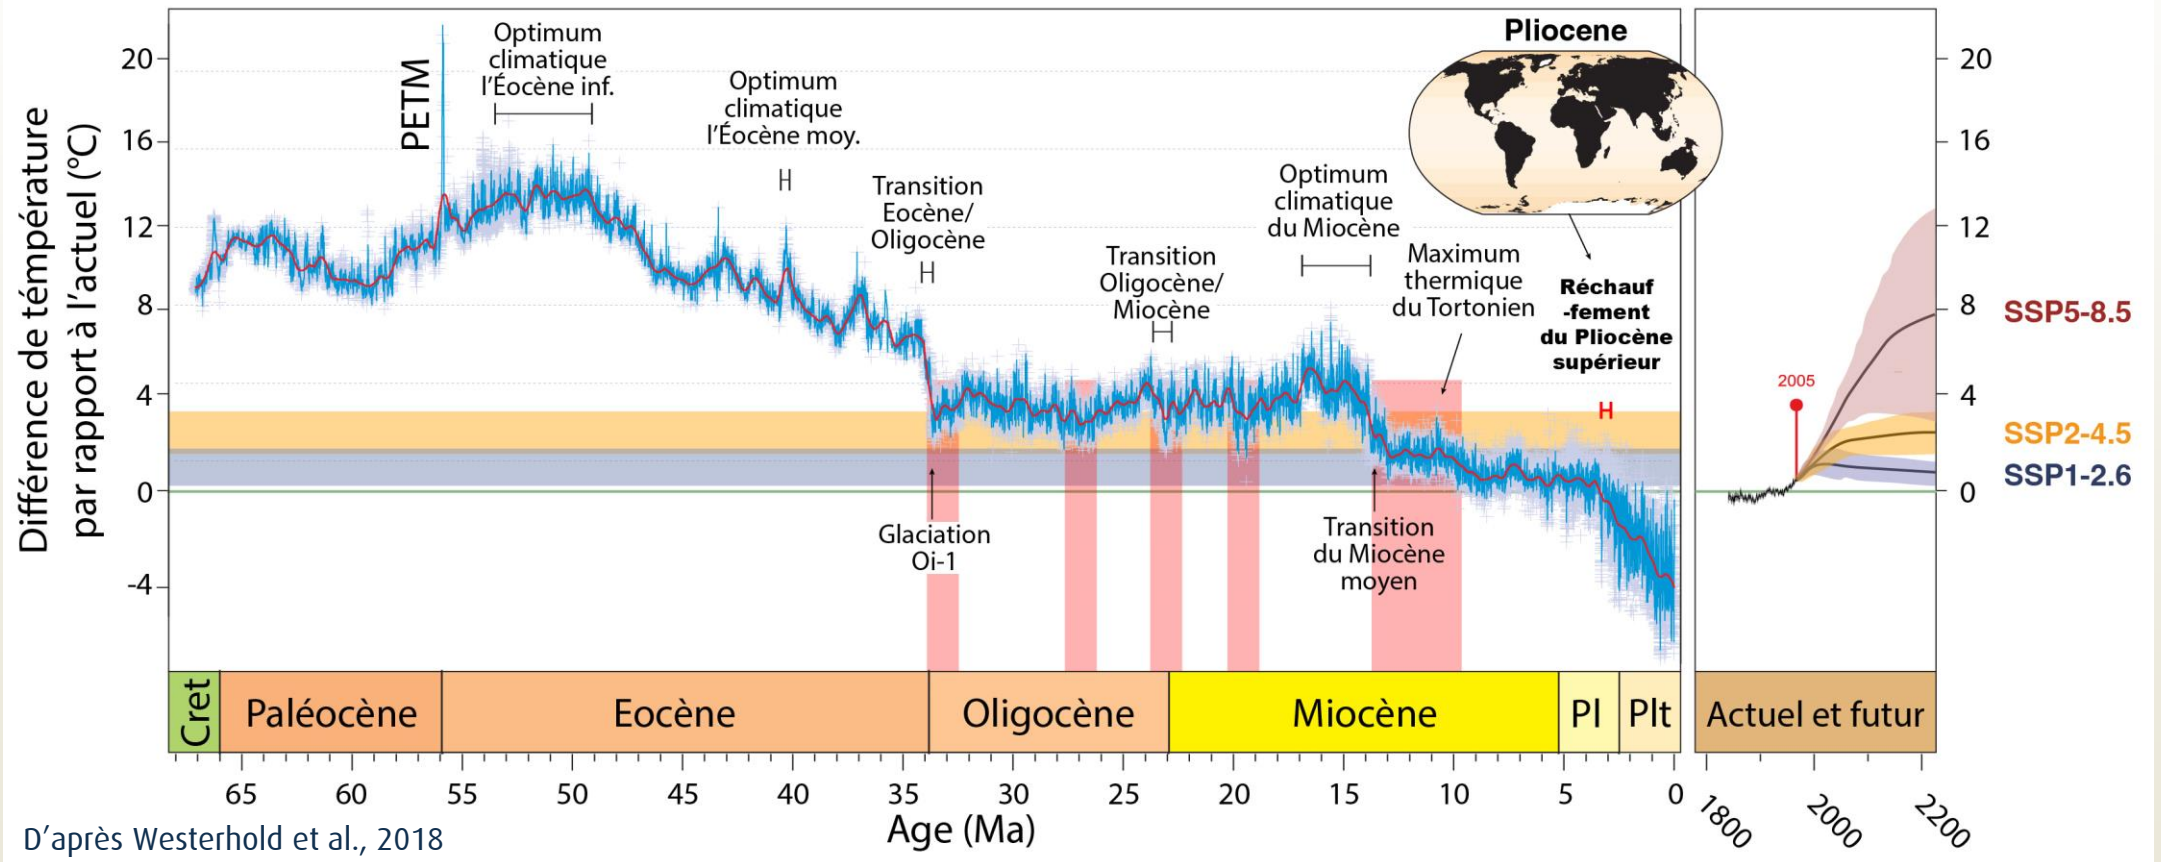 Différence de témpérature
par rapport à l'actuel (°C)
20
16
12
8
4
0
-4
PETM
Optimum
climatique
l'Éocène inf.
Optimum
climatique
l'Éocène moy.
Transition
Eocène/
Oligocène
Transition
Oligocène/
Miocène
Optimum
climatique
du Miocène
Maximum
thermique
du Tortonien
Pliocene
Réchauf
-fement
du Pliocène
supérieur
Glaciation
Oi-1
Transition
du Miocène
moyen
2005
20
16
12
8
4
0
SSP5-8.5
SSP2-4.5
SSP1-2.6
Cret
Paléocène
Eocène
Oligocène
Miocène
Pl
Plt
Actuel et futur
65
60
55
50
45
40
35
30
25
20
15
10
5
0
1800
2000
2200
Age (Ma)
D'après Westerhold et al., 2018